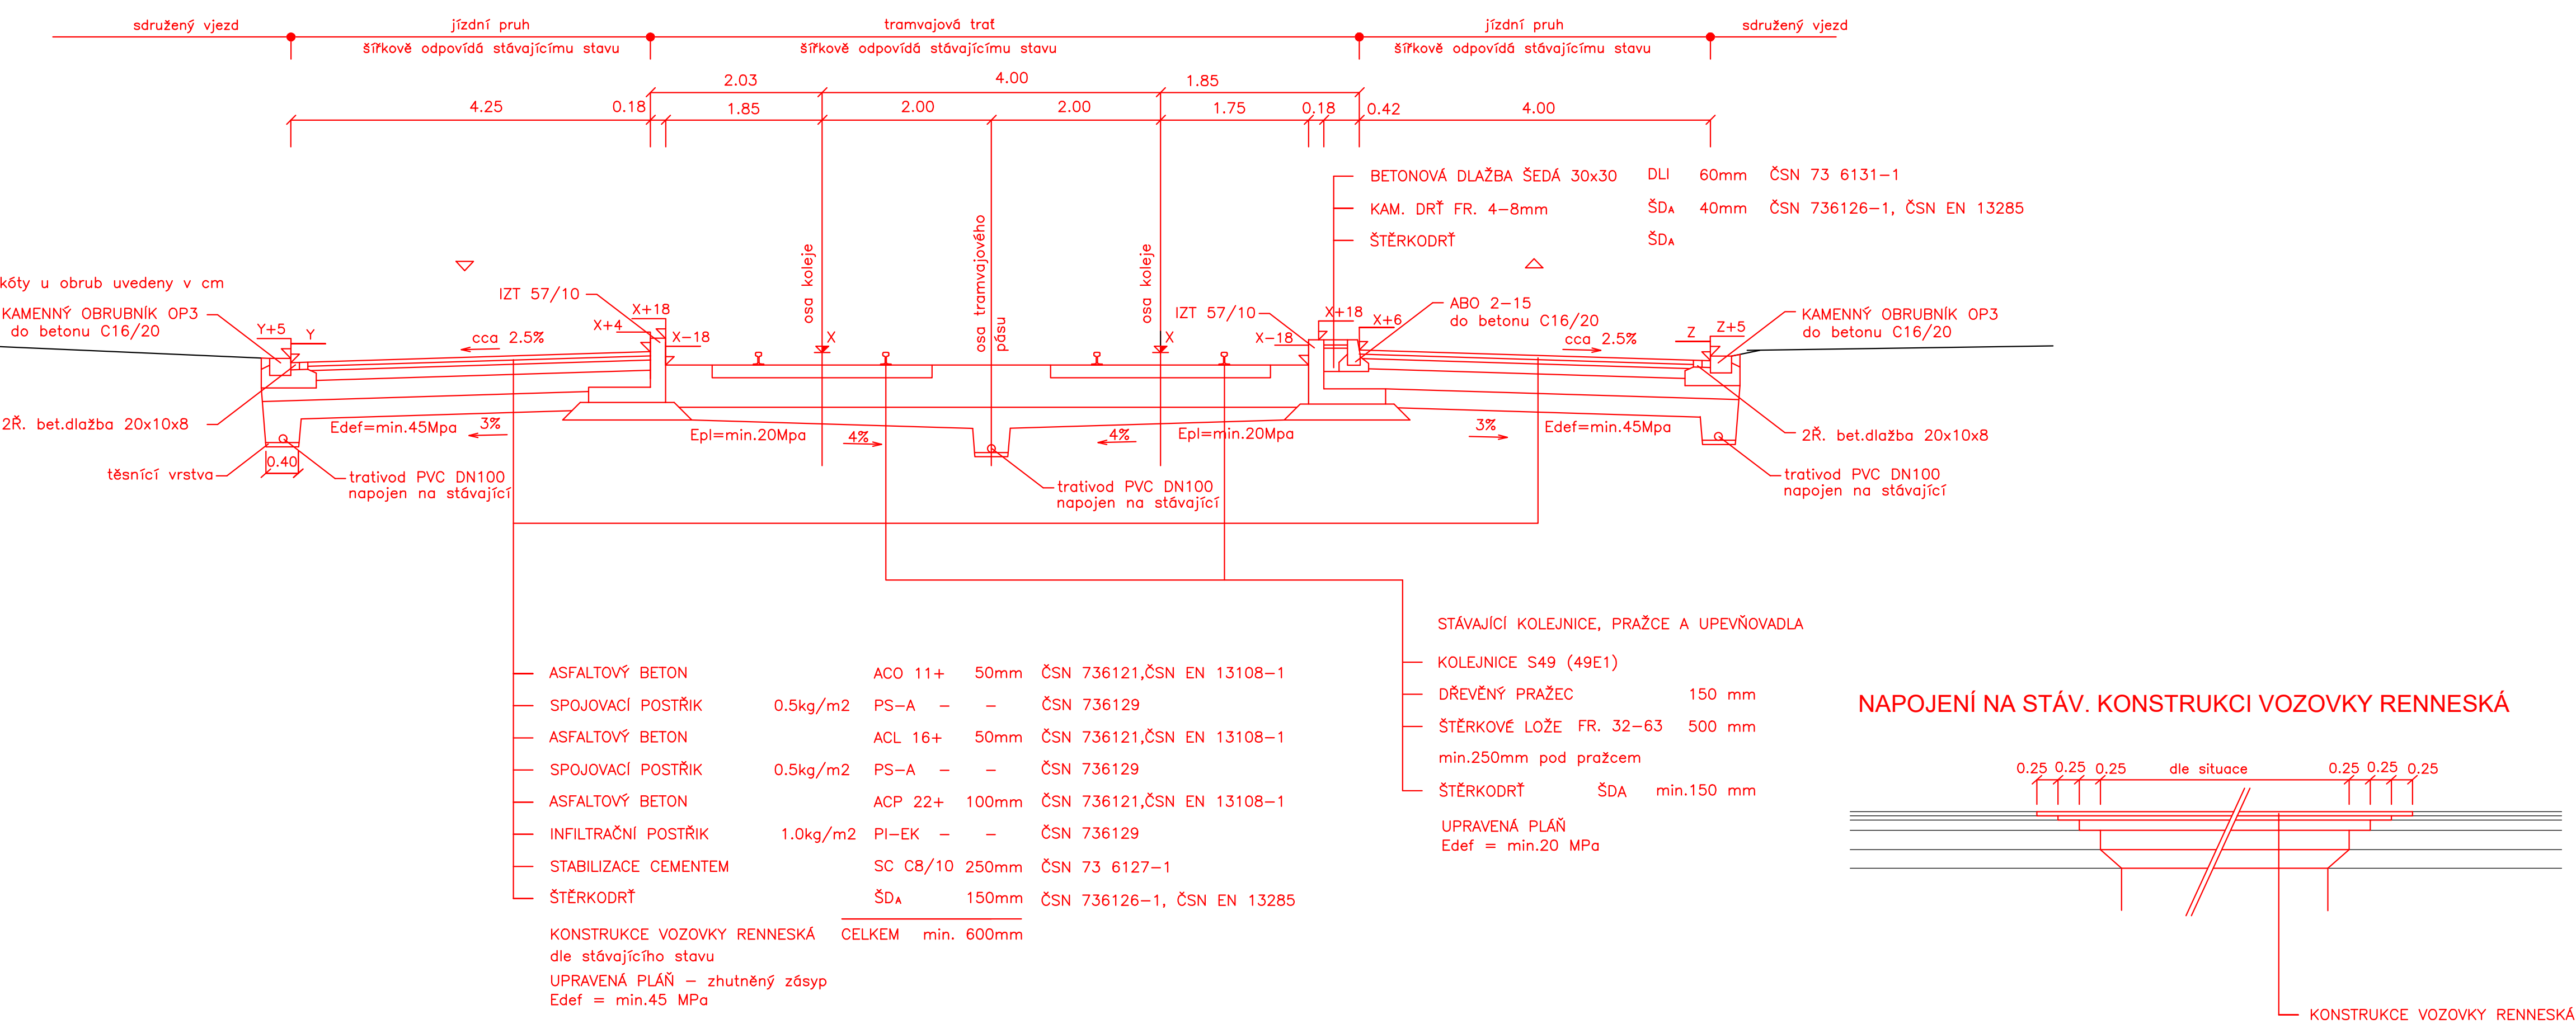 sdružený vjezd
jízdní pruh
tramvajová trať
jízdní pruh
sdružený vjezd
šířkově odpovídá stávajícímu stavu
šířkově odpovídá stávajícímu stavu
šířkově odpovídá stávajícímu stavu
2.03
4.00
1.85
4.25
0.18
1.85
2.00
2.00
1.75
0.18
0.42
4.00
BETONOVÁ DLAŽBA ŠEDÁ 30x30 DLI 60mm ČSN 73 6131-1
KAM. DRŤ FR. 4-8mm ŠDA 40mm ČSN 736126-1, ČSN EN 13285
ŠTĚRKODRŤ ŠDA
osa koleje
osa tramvajového
pásu
osa koleje
kóty u obrub uvedeny v cm
KAMENNÝ OBRUBNÍK OP3
do betonu C16/20
Y+5
Y
cca 2.5%
IZT 57/10
X+18
X+4
X-18
X
X
IZT 57/10
X+18
X-18
X+6
ABO 2-15
do betonu C16/20
cca 2.5%
Z
Z+5
KAMENNÝ OBRUBNÍK OP3
do betonu C16/20
2Ř. bet.dlažba 20x10x8
Edef=min.45Mpa
3%
Epl=min.20Mpa
4%
4%
Epl=min.20Mpa
3%
Edef=min.45Mpa
2Ř. bet.dlažba 20x10x8
0.40
těsnící vrstva
trativod PVC DN100
napojen na stávající
trativod PVC DN100
napojen na stávající
trativod PVC DN100
napojen na stávající
ASFALTOVÝ BETON ACO 11+ 50mm ČSN 736121,ČSN EN 13108-1
SPOJOVACÍ POSTŘIK 0.5kg/m2 PS-A - - ČSN 736129
ASFALTOVÝ BETON ACL 16+ 50mm ČSN 736121,ČSN EN 13108-1
SPOJOVACÍ POSTŘIK 0.5kg/m2 PS-A - - ČSN 736129
ASFALTOVÝ BETON ACP 22+ 100mm ČSN 736121,ČSN EN 13108-1
INFILTRAČNÍ POSTŘIK 1.0kg/m2 PI-EK - - ČSN 736129
STABILIZACE CEMENTEM SC C8/10 250mm ČSN 73 6127-1
ŠTĚRKODRŤ ŠDA 150mm ČSN 736126-1, ČSN EN 13285
KONSTRUKCE VOZOVKY RENNESKÁ CELKEM min. 600mm
dle stávajícího stavu
UPRAVENÁ PLÁŇ - zhutněný zásyp
Edef = min.45 MPa
STÁVAJÍCÍ KOLEJNICE, PRAŽCE A UPEVŇOVADLA
KOLEJNICE S49 (49E1)
DŘEVĚNÝ PRAŽEC 150 mm
ŠTĚRKOVÉ LOŽE FR. 32-63 500 mm
min.250mm pod pražcem
ŠTĚRKODRŤ ŠDA min.150 mm
UPRAVENÁ PLÁŇ
Edef = min.20 MPa
NAPOJENÍ NA STÁV. KONSTRUKCI VOZOVKY RENNESKÁ
0.25 0.25 0.25 dle situace 0.25 0.25 0.25
KONSTRUKCE VOZOVKY RENNESKÁ